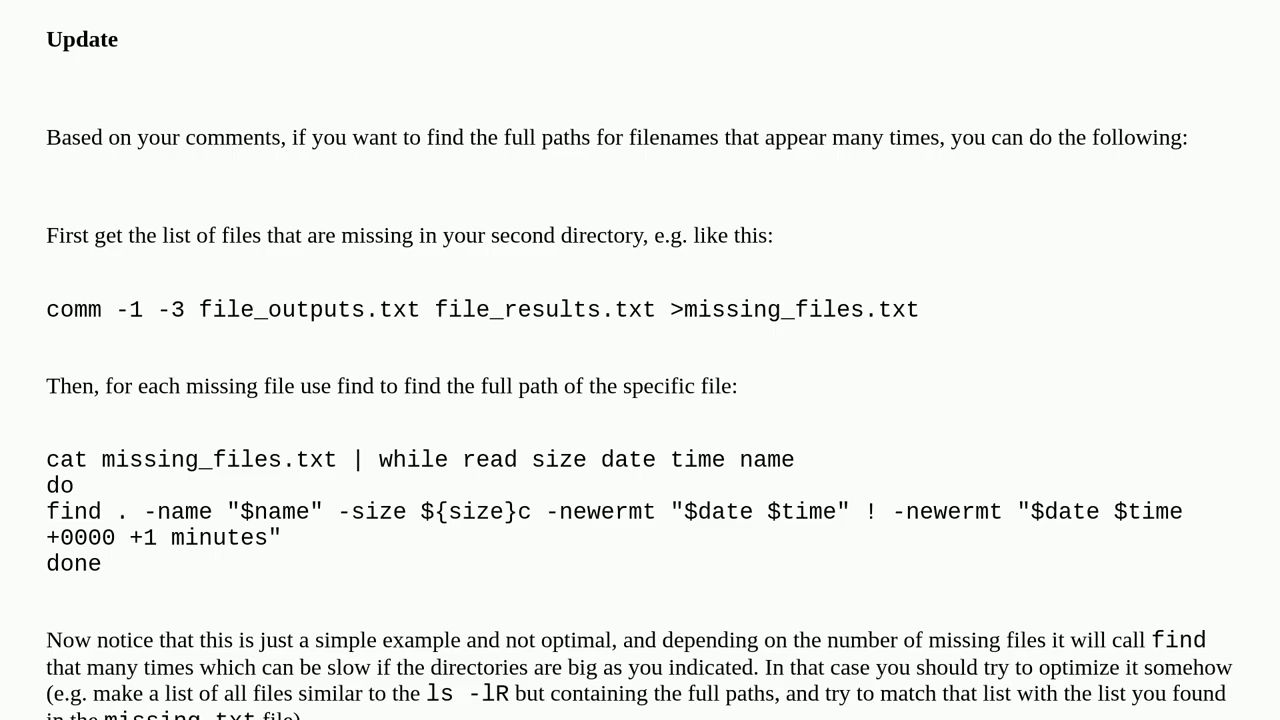 Update
Based on your comments, if you want to find the full paths for filenames that appear many times, you can do the following:
First get the list of files that are missing in your second directory, e.g. like this:
comm -1 -3 file_outputs.txt file_results.txt >missing_files.txt
Then, for each missing file use find to find the full path of the specific file:
cat missing_files.txt | while read size date time name
do
find . -name "$name" -size ${size}c -newermt "$date $time" ! -newermt "$date $time
+0000 +1 minutes"
done
Now notice that this is just a simple example and not optimal, and depending on the number of missing files it will call find
that many times which can be slow if the directories are big as you indicated. In that case you should try to optimize it somehow
(e.g. make a list of all files similar to the ls -lR but containing the full paths, and try to match that list with the list you found
in the missing.txt file).